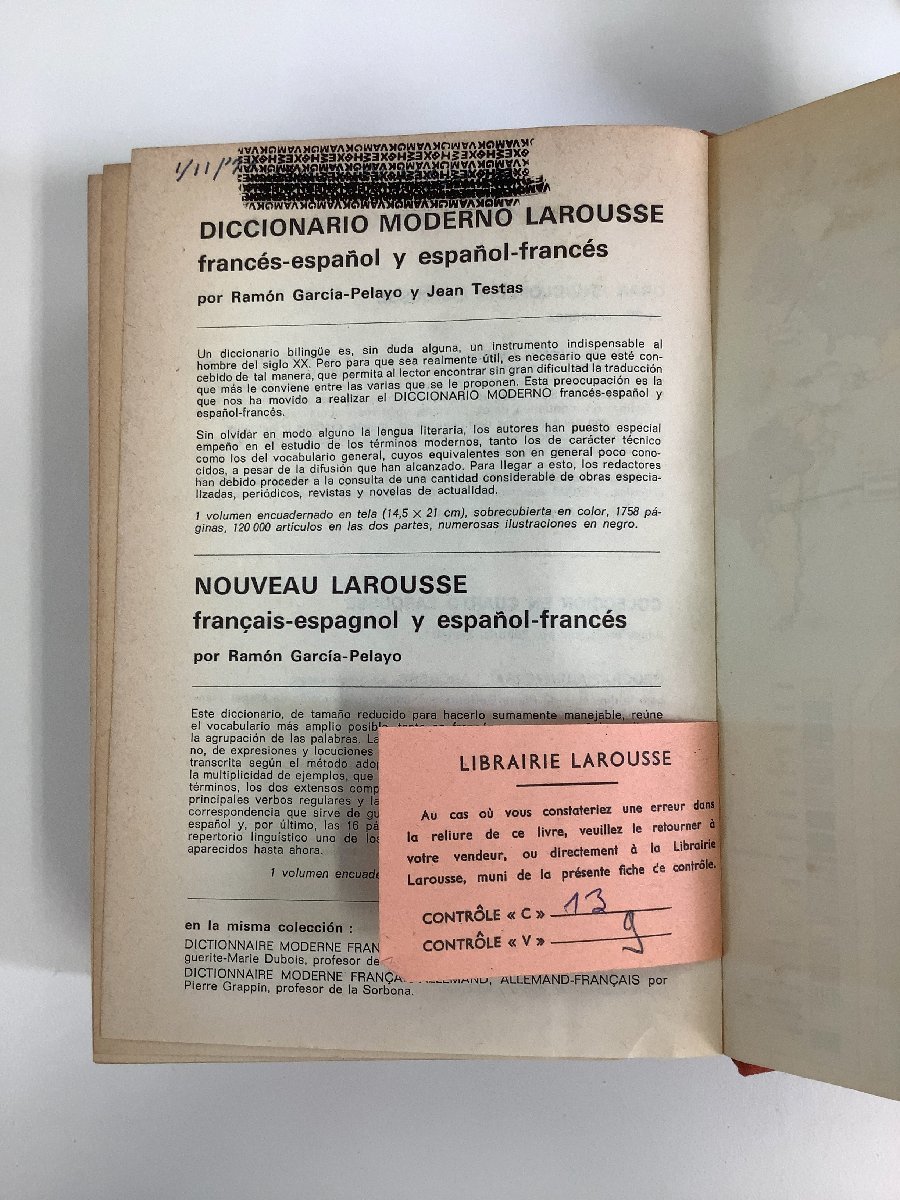 1/11/
DICCIONARIO MODERNO LAROUSSE
francés-español y español-francés
por Ramón García-Pelayo y Jean Testas
Un diccionario bilingüe es, sin duda alguna, un instrumento indispensable al
hombre del siglo XX. Pero para que sea realmente útil, es necesario que esté con-
cebido de tal manera, que permita al lector encontrar sin gran dificultad la traducción
que más le conviene entre las varias que se le proponen. Esta preocupación es la
que nos ha movido a realizar el DICCIONARIO MODERNO francés-español y
español-francés.
Sin olvidar en modo alguno la lengua literaria, los autores han puesto especial
empeño en el estudio de los términos modernos, tanto los de carácter técnico
como los del vocabulario general, cuyos equivalentes son en general poco cono-
cidos, a pesar de la difusión que han alcanzado. Para llegar a esto, los redactores
han debido proceder a la consulta de una cantidad considerable de obras especia-
lizadas, periódicos, revistas y novelas de actualidad.
1 volumen encuadernado en tela (14,5 × 21 cm), sobrecubierta en color, 1758 pá-
ginas, 120 000 artículos en las dos partes, numerosas ilustraciones en negro.
NOUVEAU LAROUSSE
français-espagnol y español-francés
por Ramón García-Pelayo
Este diccionario, de tamaño reducido para hacerlo sumamente manejable, reúne
el vocabulario más amplio posible
la agrupación de las palabras. La
no, de expresiones y locuciones
transcrita según el método
la multiplicidad de ejemplos, que
términos, los dos extensos
principales verbos regulares y
correspondencia que sirve de
español y, por último, las 16
repertorio lingüístico uno de
aparecidos hasta ahora.
1 volumen
en la misma colección :
DICTIONNAIRE MODERNE
guerite-Marie Dubois, profesor de
DICTIONNAIRE MODERNE ALLEMAND, ALLEMAND-FRANÇAIS por
Pierre Grappin, profesor de la Sorbona.
LIBRAIRIE LAROUSSE
Au cas où vous constateriez une erreur dans
la reliure de ce livre, veuillez le retourner à
votre vendeur, ou directement à la Librairie
Larousse, muni de la présente fiche de contrôle.
CONTRÔLE « C » 13
CONTRÔLE « V » 9